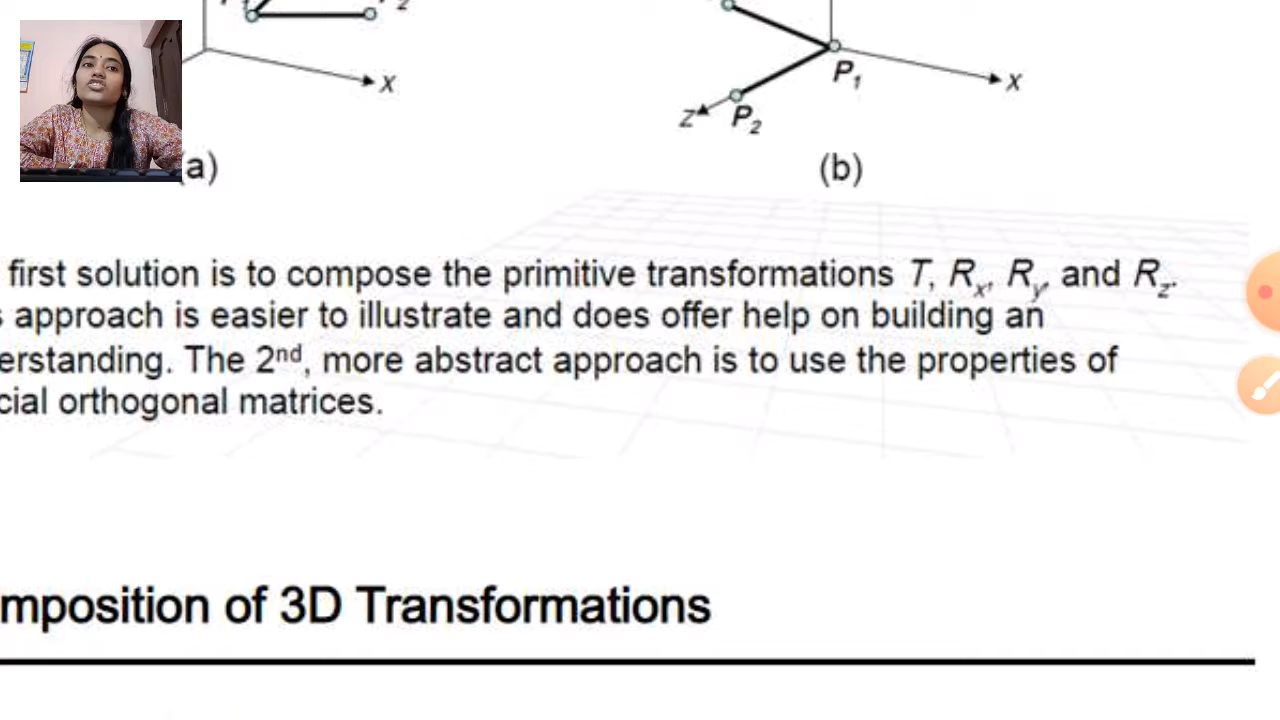 X
(a)
P1
X
Z
P2
(b)
first solution is to compose the primitive transformations T, Rx, Ry, and Rz.
approach is easier to illustrate and does offer help on building an
erstanding. The 2nd, more abstract approach is to use the properties of
cial orthogonal matrices.
mposition of 3D Transformations